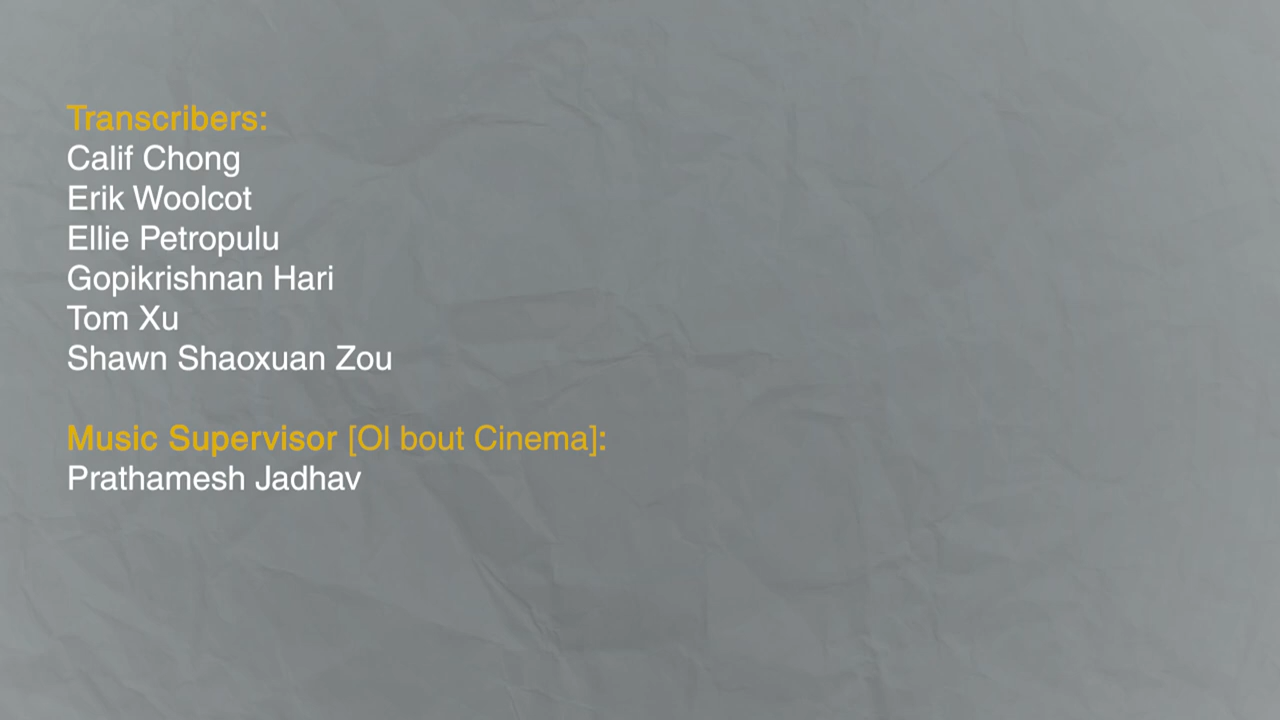 Transcribers:
Calif Chong
Erik Woolcot
Ellie Petropulu
Gopikrishnan Hari
Tom Xu
Shawn Shaoxuan Zou
Music Supervisor [Ol bout Cinema]:
Prathamesh Jadhav